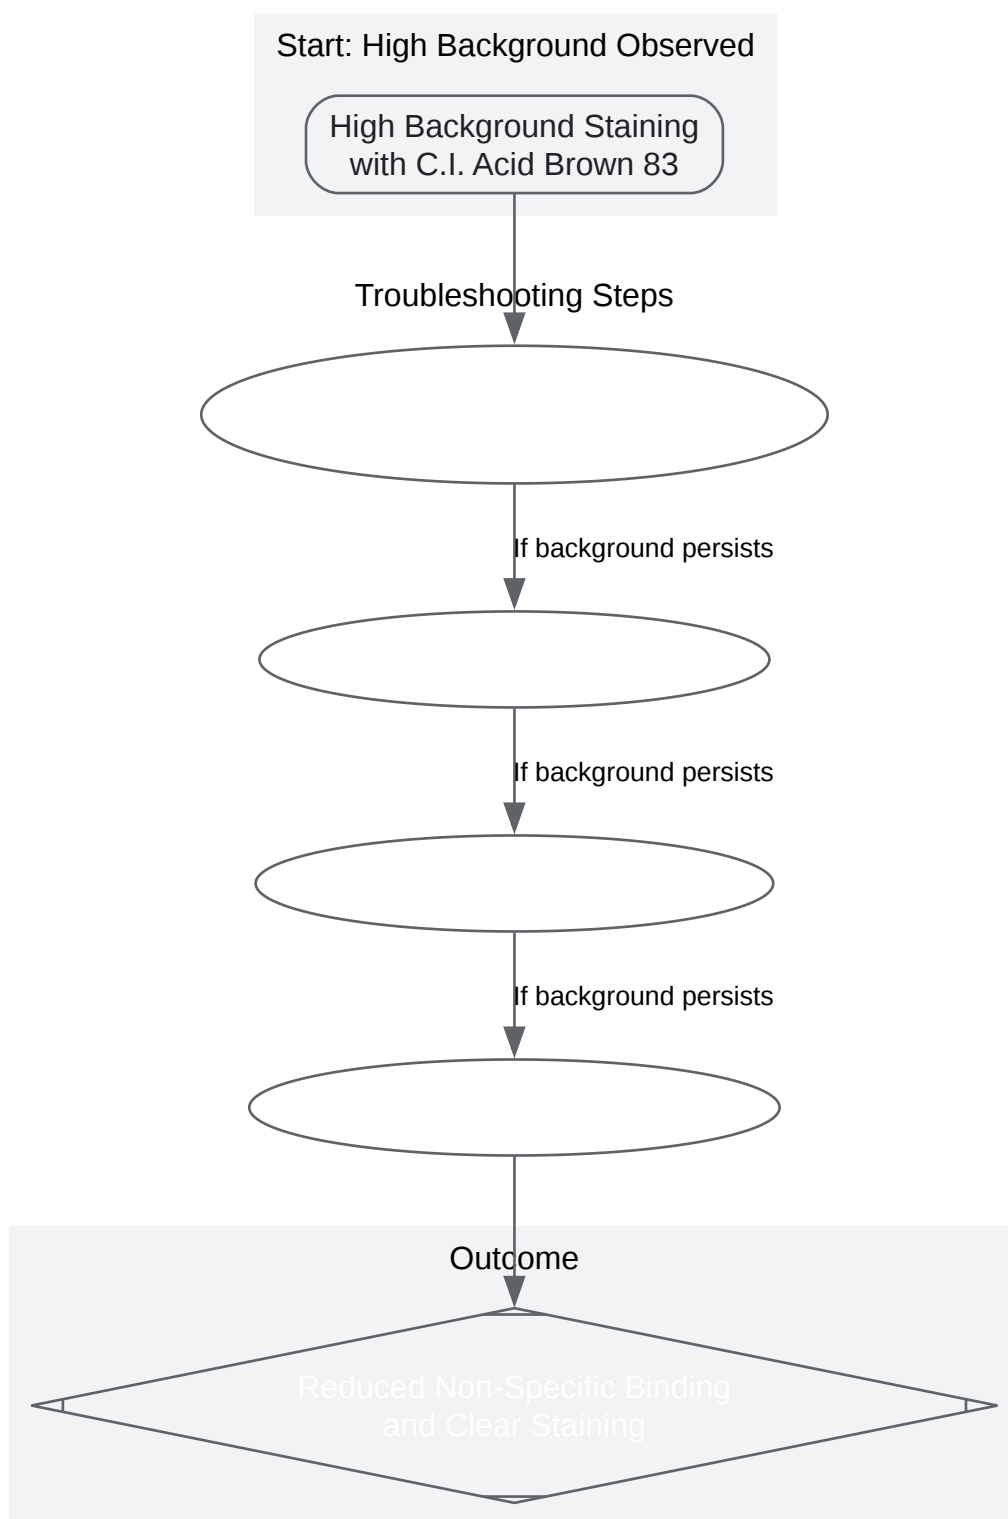 Start: High Background Observed
High Background Staining
with C.I. Acid Brown 83
Troubleshooting Steps
If background persists
If background persists
If background persists
Outcome
Reduced Non-Specific Binding
and Clear Staining